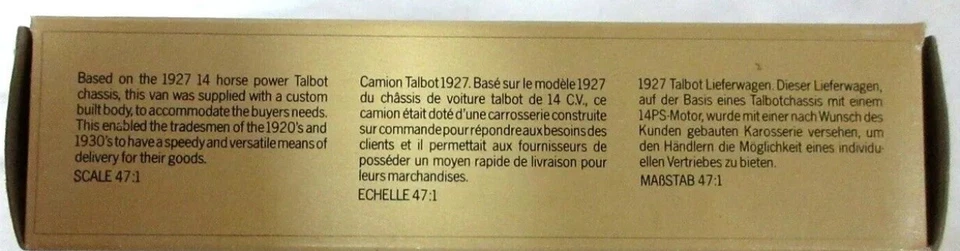 Based on the 1927 14 horse power Talbot
chassis, this van was supplied with a custom
built body, to accommodate the buyers needs.
This enabled the tradesmen of the 1920's and
1930's to have a speedy and versatile means of
delivery for their goods.
SCALE 47:1
Camion Talbot 1927. Basé sur le modèle 1927
du châssis de voiture talbot de 14 C.V., ce
camion était doté d'une carrosserie construite
sur commande pour répondre aux besoins des
clients et il permettait aux fournisseurs de
posséder un moyen rapide de livraison pour
leurs marchandises.
ECHELLE 47:1
1927 Talbot Lieferwagen. Dieser Lieferwagen,
auf der Basis eines Talbotchassis mit einem
14PS-Motor, wurde mit einer nach Wunsch des
Kunden gebauten Karosserie versehen, um
den Händlern die Möglichkeit eines individu-
ellen Vertriebes zu bieten.
MAßSTAB 47:1